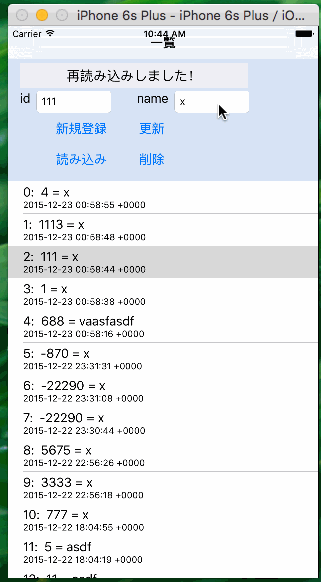 iPhone 6s Plus - iPhone 6s Plus / iO...
Carrier 10:44 AM
一覧
再読み込みしました!
id 111 name x
新規登録 更新
読み込み 削除
0: 4 = x
2015-12-23 00:58:55 +0000
1: 1113 = x
2015-12-23 00:58:48 +0000
2: 111 = x
2015-12-23 00:58:44 +0000
3: 1 = x
2015-12-23 00:58:38 +0000
4: 688 = vaasfasdf
2015-12-23 00:58:16 +0000
5: -870 = x
2015-12-22 23:31:31 +0000
6: -22290 = x
2015-12-22 23:31:08 +0000
7: -22290 = x
2015-12-22 23:30:44 +0000
8: 5675 = x
2015-12-22 22:56:26 +0000
9: 3333 = x
2015-12-22 22:56:18 +0000
10: 777 = x
2015-12-22 18:04:55 +0000
11: 5 = asdf
2015-12-22 18:04:19 +0000